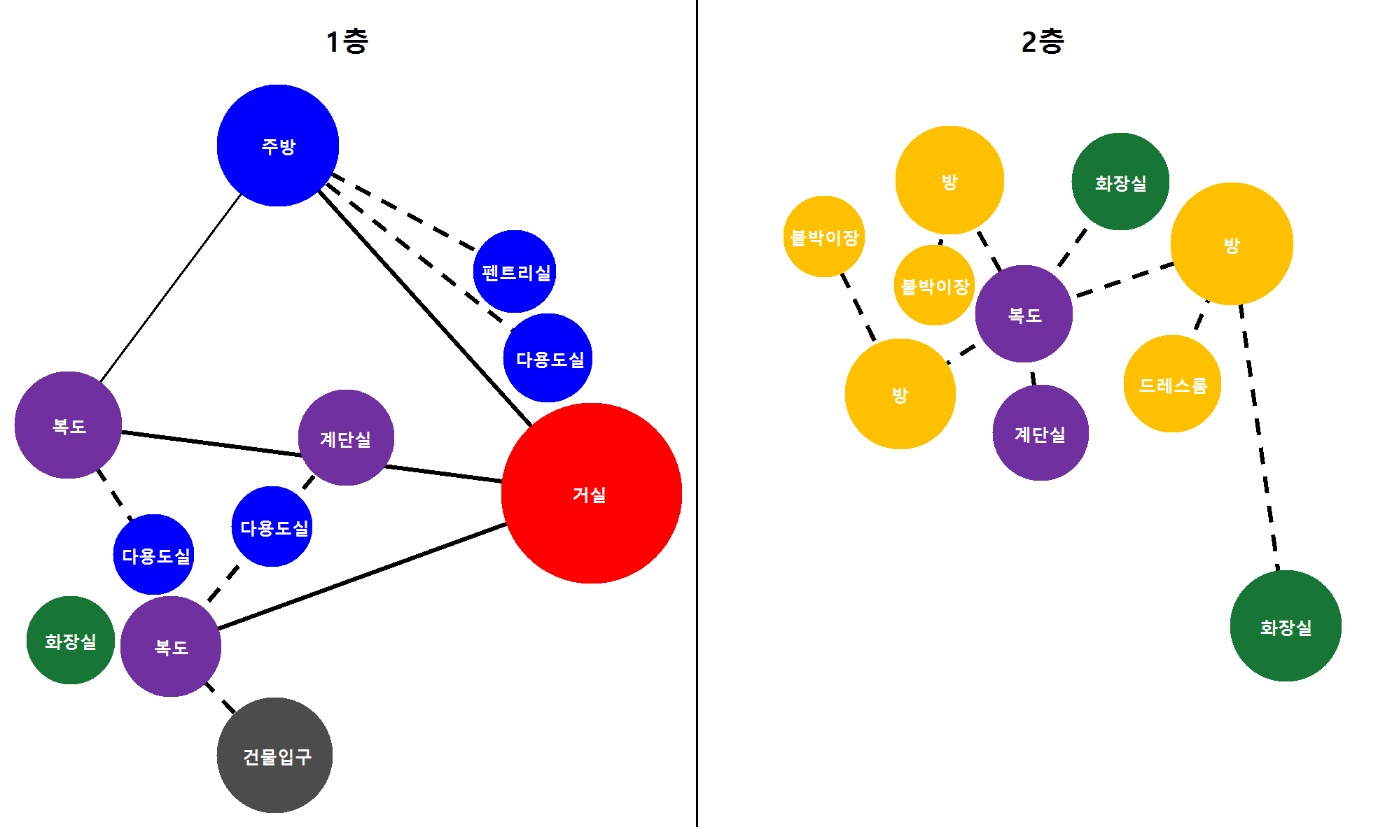 1층
주방
펜트리실
다용도실
복도
계단실
거실
다용도실
다용도실
화장실
복도
건물입구
2층
방
화장실
붙박이장
방
붙박이장
복도
드레스룸
방
계단실
화장실